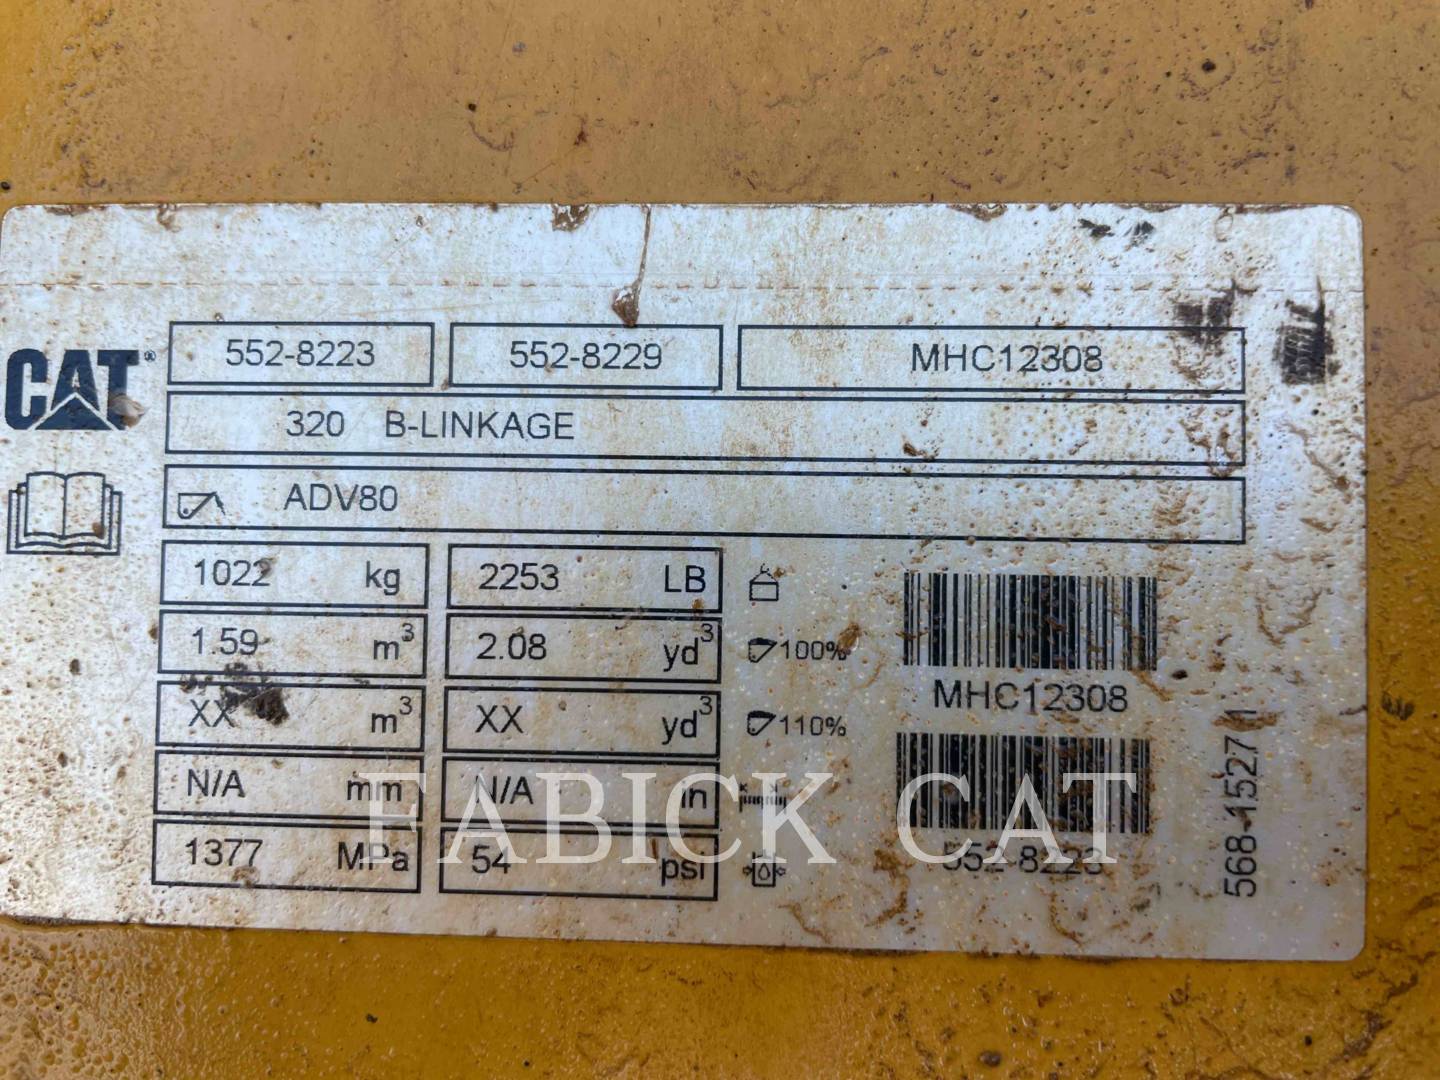 CAT®
552-8223 552-8229 MHC12308
320 B-LINKAGE
ADV80
1022 kg 2253 LB
1.59 m³ 2.08 yd³ 100%
XX m³ XX yd³ 110%
N/A mm N/A in
1377 MPa 54 psi
MHC12308
552-8223
568-1527
FABICK CAT